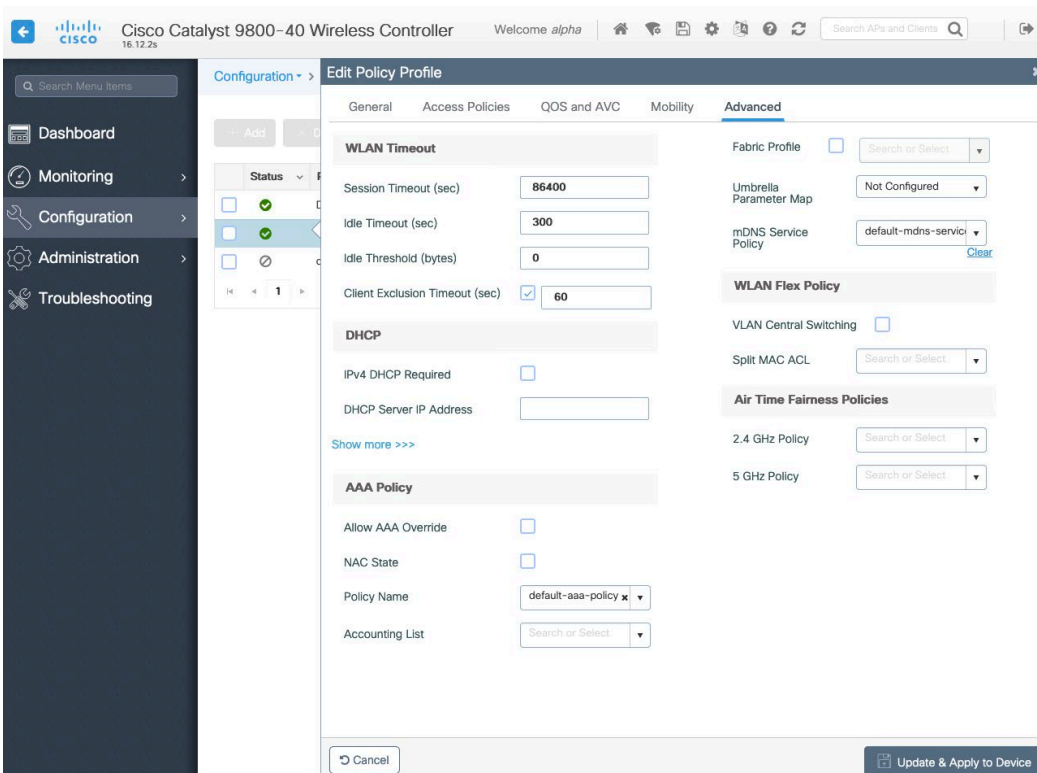 CISCO
Cisco Catalyst 9800-40 Wireless Controller
16.12.2s
Welcome alpha
Search APs and Clients
Search Menu Items
Dashboard
Monitoring
Configuration
Administration
Troubleshooting
Configuration >
+ Add
Status
1
Edit Policy Profile
General
Access Policies
QOS and AVC
Mobility
Advanced
WLAN Timeout
Session Timeout (sec)
86400
Idle Timeout (sec)
300
Idle Threshold (bytes)
0
Client Exclusion Timeout (sec)
60
DHCP
IPv4 DHCP Required
DHCP Server IP Address
Show more >>>
AAA Policy
Allow AAA Override
NAC State
Policy Name
default-aaa-policy
Accounting List
Search or Select
Fabric Profile
Search or Select
Umbrella
Parameter Map
Not Configured
mDNS Service
Policy
default-mdns-servic
Clear
WLAN Flex Policy
VLAN Central Switching
Split MAC ACL
Search or Select
Air Time Fairness Policies
2.4 GHz Policy
Search or Select
5 GHz Policy
Search or Select
Cancel
Update & Apply to Device